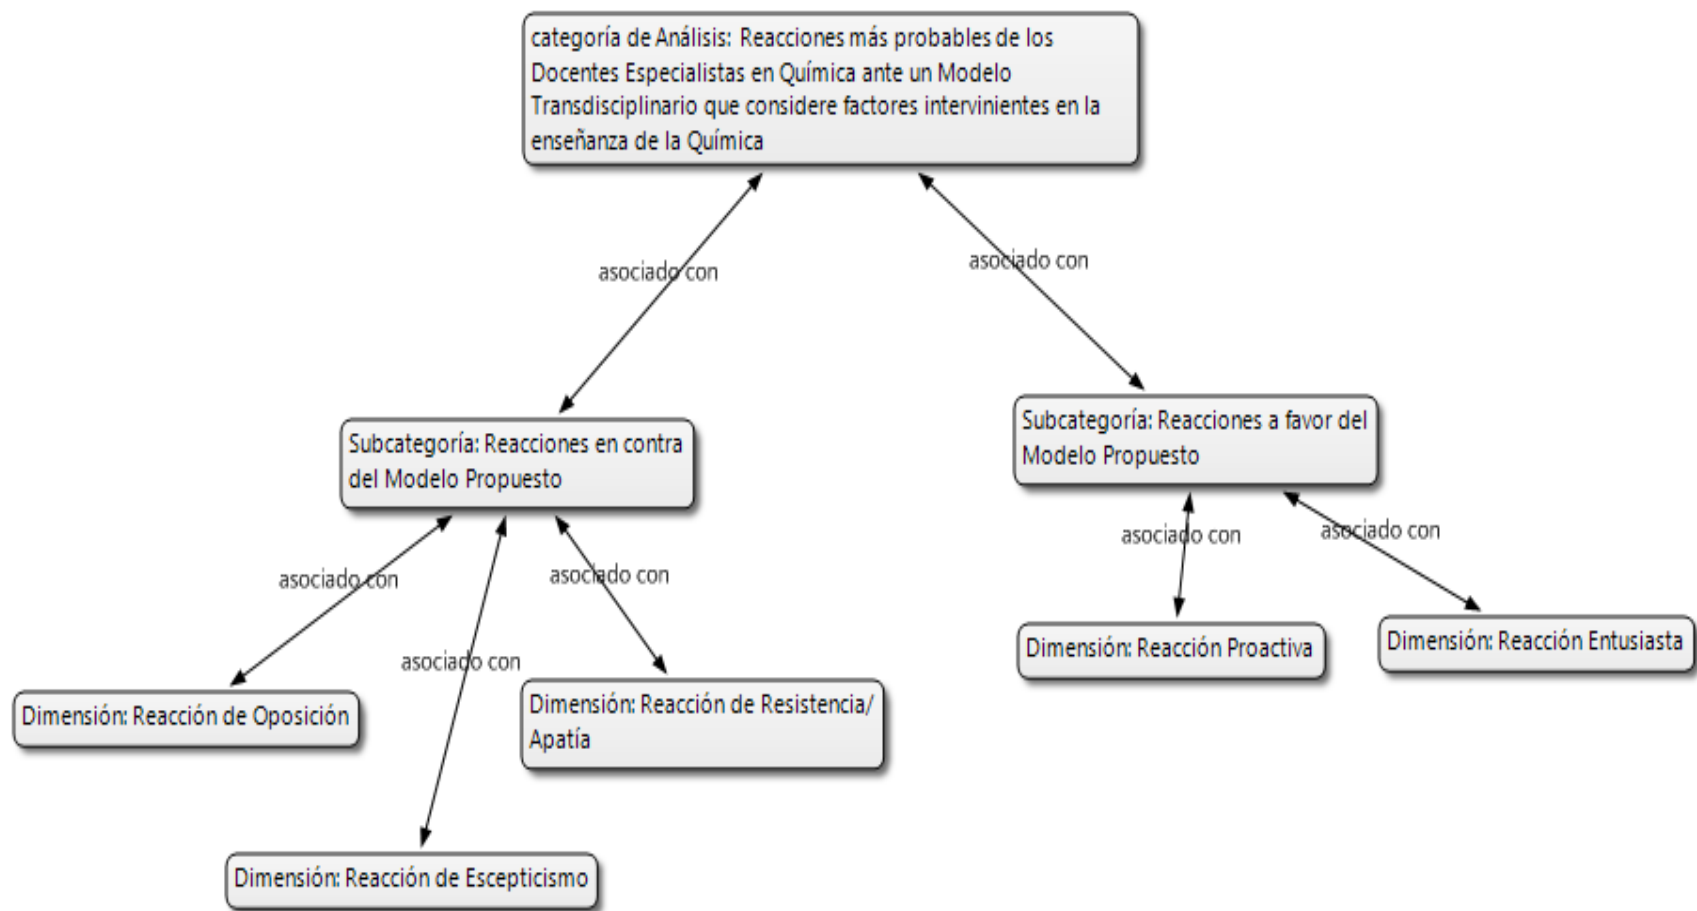 categoría de Análisis: Reacciones más probables de los
Docentes Especialistas en Química ante un Modelo
Transdisciplinario que considere factores intervinientes en la
enseñanza de la Química
asociado con
asociado con
Subcategoría: Reacciones en contra
del Modelo Propuesto
Subcategoría: Reacciones a favor del
Modelo Propuesto
asociado con
asociado con
asociado con
asociado con
asociado con
Dimensión: Reacción de Oposición
Dimensión: Reacción de Resistencia/
Apatía
Dimensión: Reacción Proactiva
Dimensión: Reacción Entusiasta
Dimensión: Reacción de Escepticismo